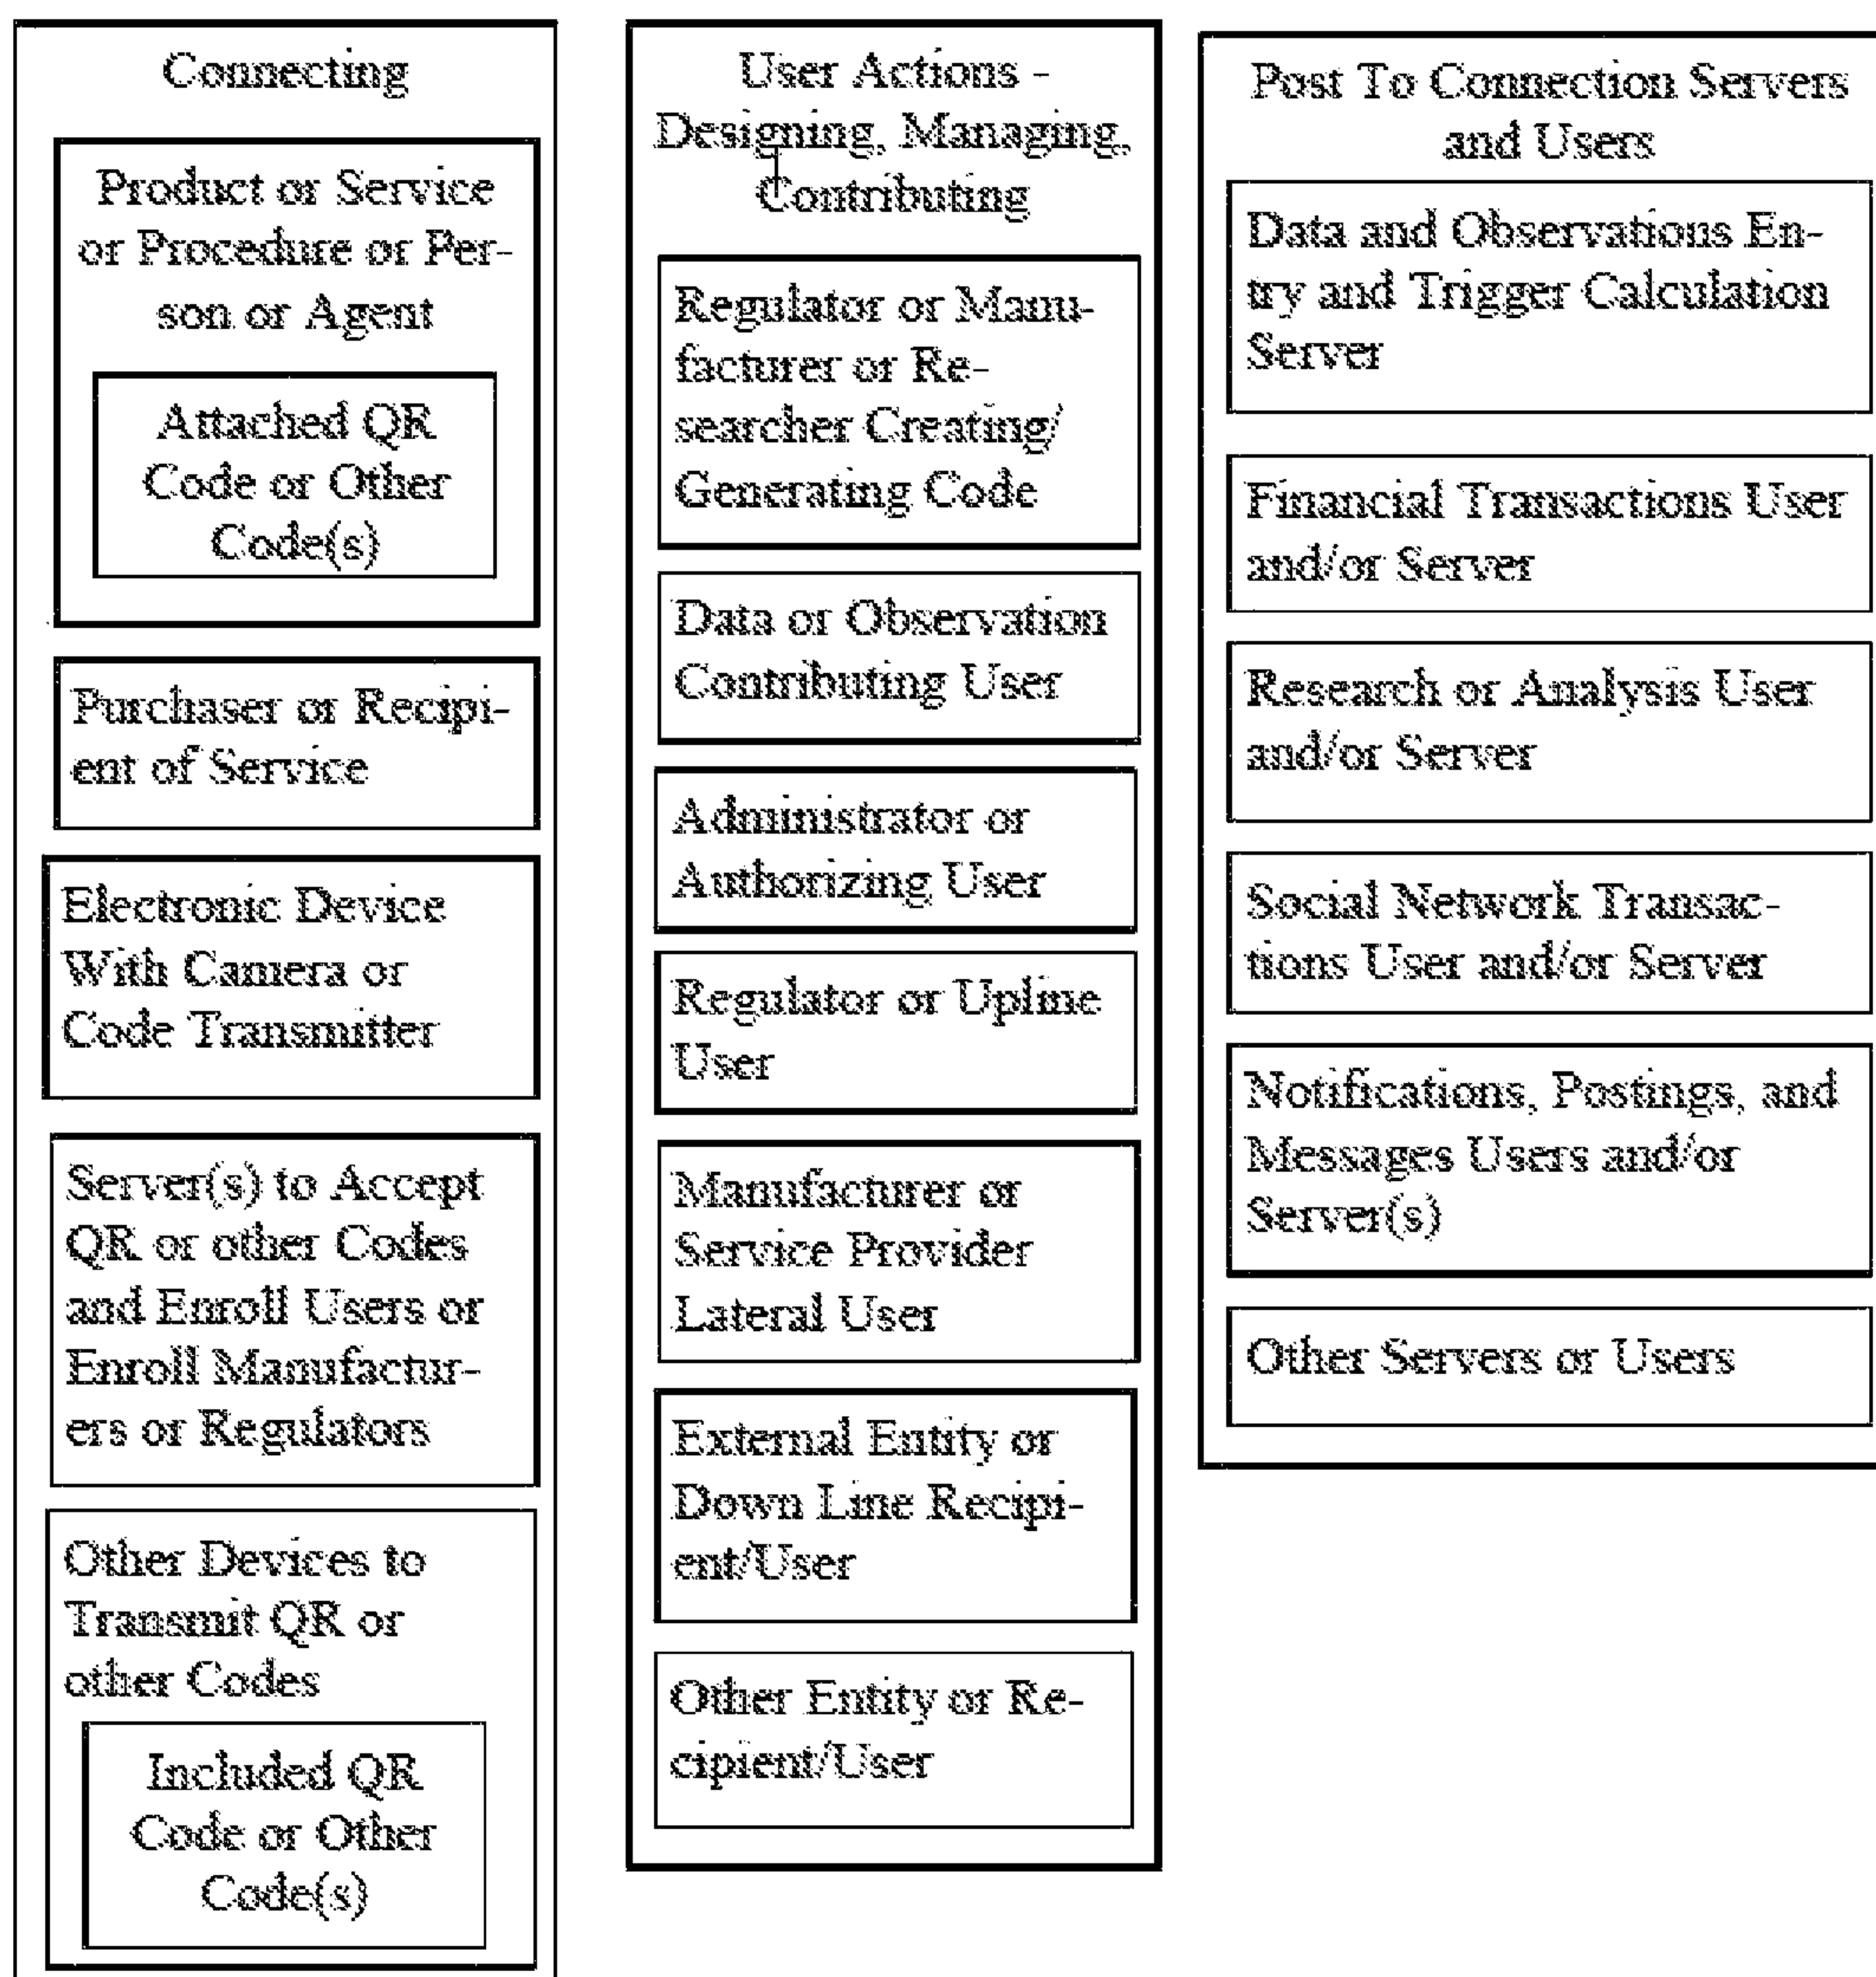 Connecting
Product or Service
or Procedure or Per-
son or Agent
Attached QR
Code or Other
Code(s)
Purchaser or Recipi-
ent of Service
Electronic Device
With Camera or
Code Transmitter
Server(s) to Accept
QR or other Codes
and Enroll Users or
Enroll Manufactur-
ers or Regulators
Other Devices to
Transmit QR or
other Codes
Included QR
Code or Other
Code(s)
User Actions -
Designing, Managing,
Contributing
Regulator or Manu-
facturer or Re-
searcher Creating/
Generating Code
Data or Observation
Contributing User
Administrator or
Authorizing User
Regulator or Upline
User
Manufacturer or
Service Provider
Lateral User
External Entity or
Down Line Recipi-
ent/User
Other Entity or Re-
cipient/User
Post To Connection Servers
and Users
Data and Observations En-
try and Trigger Calculation
Server
Financial Transactions User
and/or Server
Research or Analysis User
and/or Server
Social Network Transac-
tions User and/or Server
Notifications, Postings, and
Messages Users and/or
Server(s)
Other Servers or Users